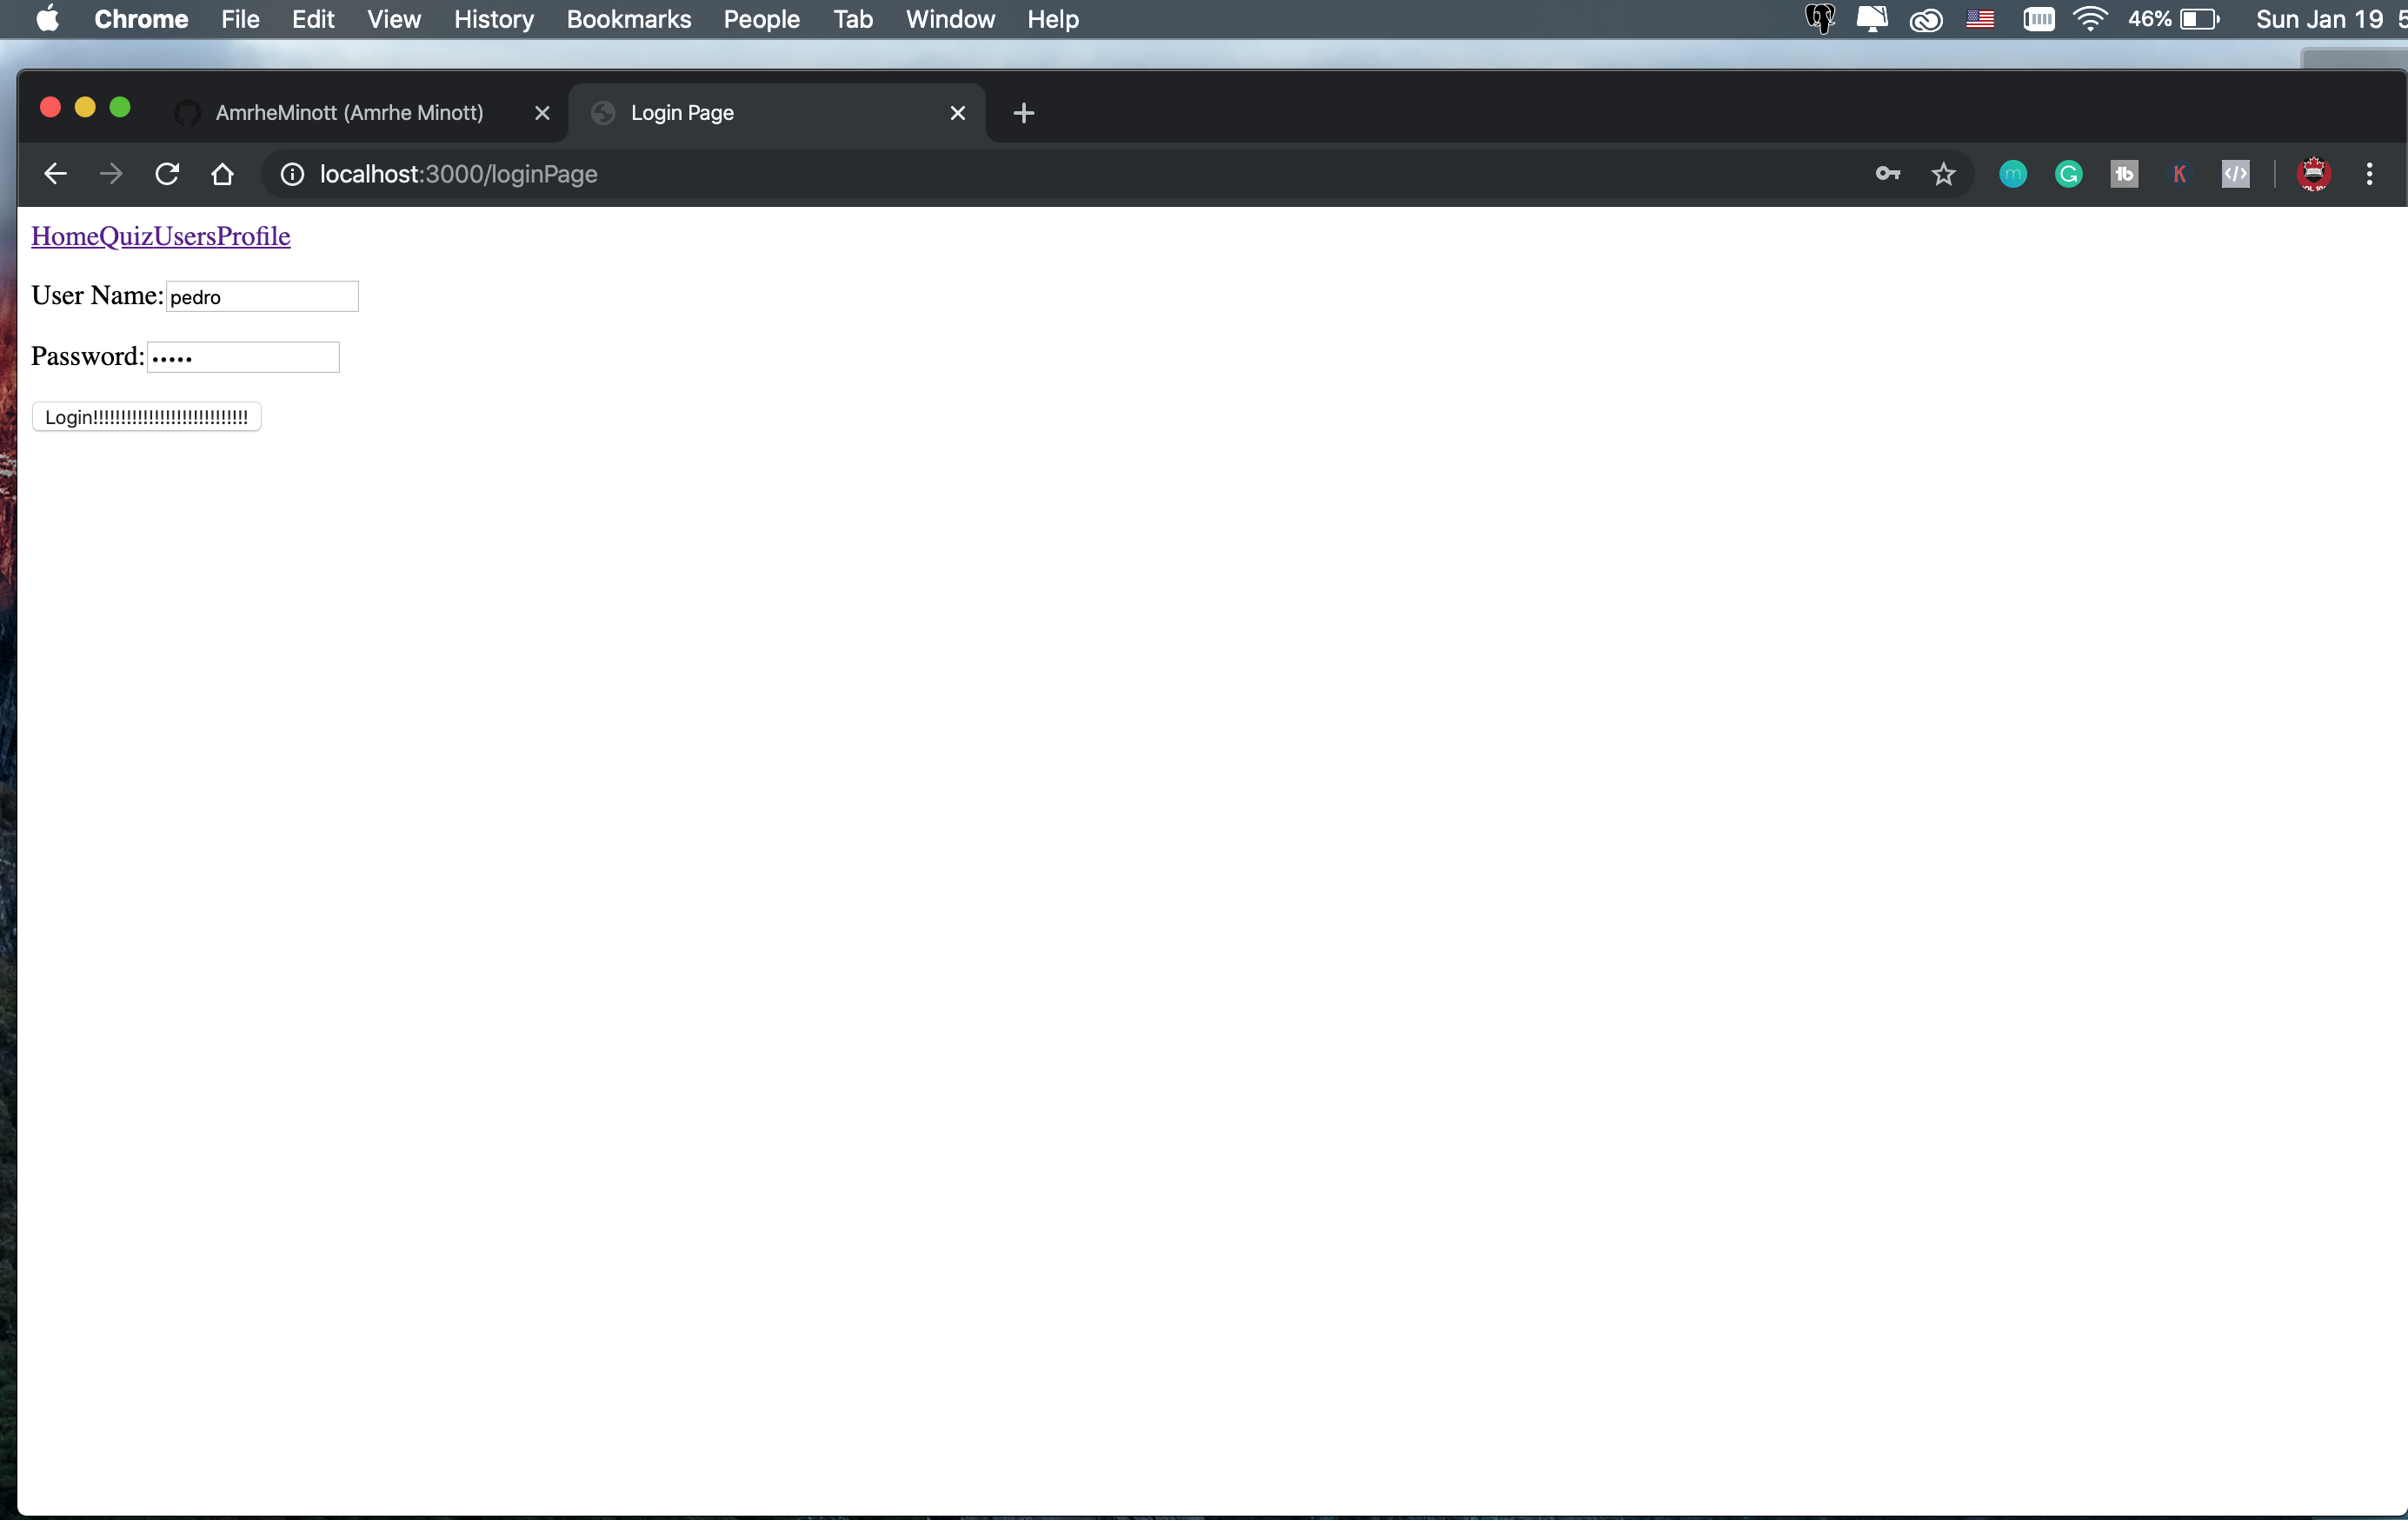 Chrome File Edit View History Bookmarks People Tab Window Help 46% Sun Jan 19 5
AmrheMinott (Amrhe Minott) Login Page
localhost:3000/loginPage
HomeQuizUsersProfile
User Name: pedro
Password: •••••
Login!!!!!!!!!!!!!!!!!!!!!!!!!!!!